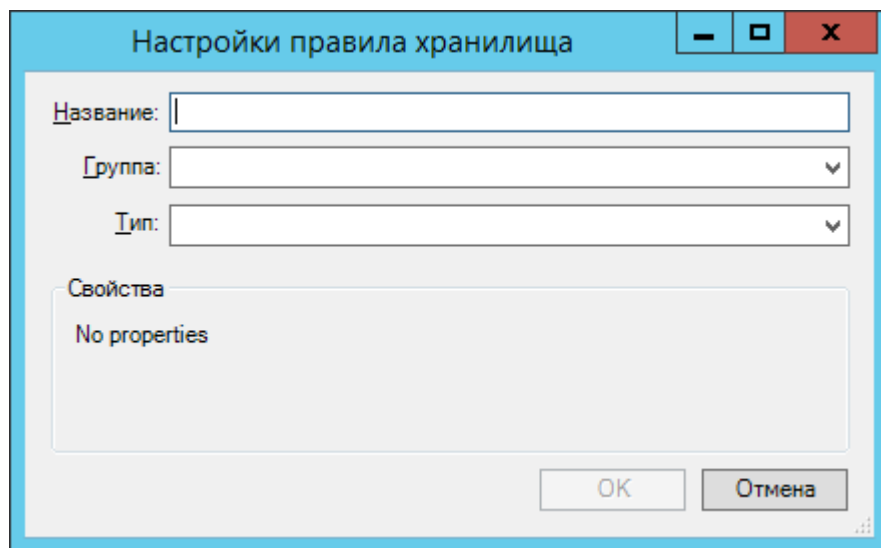 Настройки правила хранилища
Название:
Группа:
Тип:
Свойства
No properties
OK Отмена